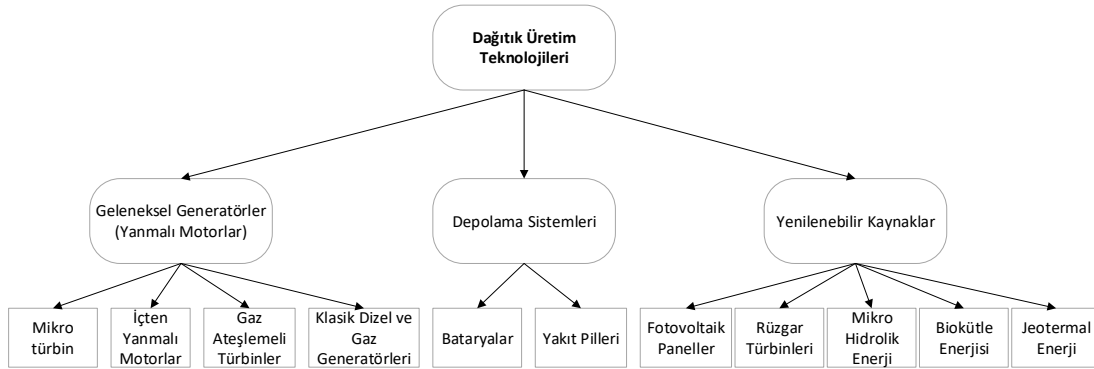 Dağıtık Üretim
Teknolojileri
Geleneksel Generatörler
(Yanmalı Motorlar)
Depolama Sistemleri
Yenilenebilir Kaynaklar
Mikro
türbin
İçten
Yanmalı
Motorlar
Gaz
Ateşlemeli
Türbinler
Klasik Dizel ve
Gaz
Generatörleri
Bataryalar
Yakıt Pilleri
Fotovoltaik
Paneller
Rüzgar
Türbinleri
Mikro
Hidrolik
Enerji
Biokütle
Enerjisi
Jeotermal
Enerji